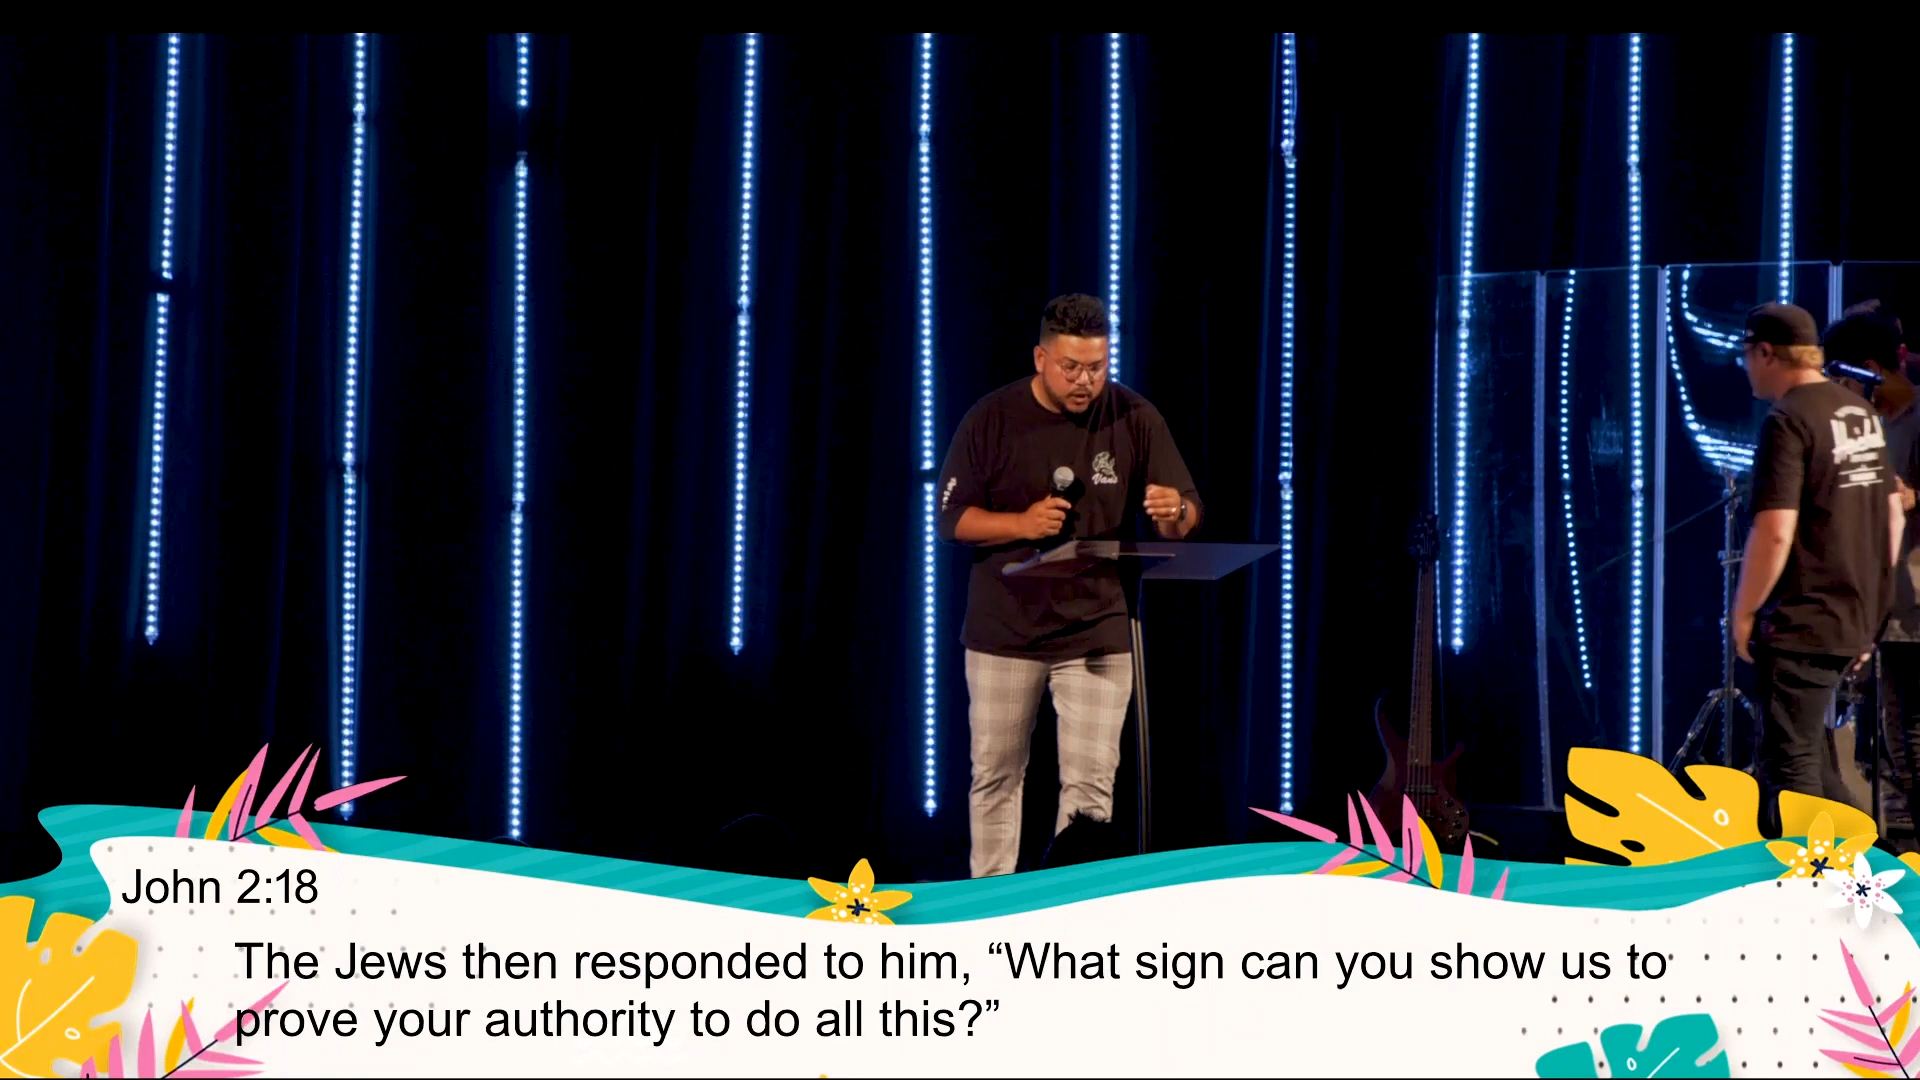 Vans
John 2:18
The Jews then responded to him, “What sign can you show us to
prove your authority to do all this?”